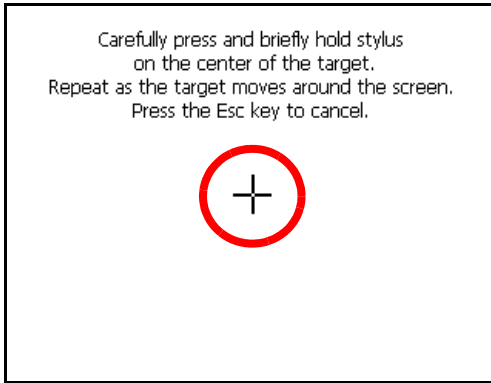 Carefully press and briefly hold stylus
on the center of the target.
Repeat as the target moves around the screen.
Press the Esc key to cancel.